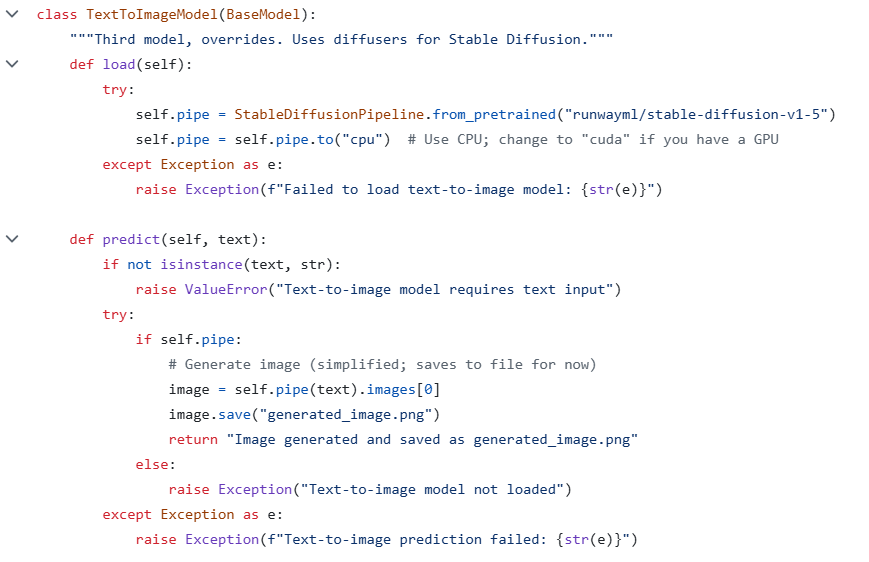 class TextToImageModel(BaseModel):
    """Third model, overrides. Uses diffusers for Stable Diffusion."""
    def load(self):
        try:
            self.pipe = StableDiffusionPipeline.from_pretrained("runwayml/stable-diffusion-v1-5")
            self.pipe = self.pipe.to("cpu")  # Use CPU; change to "cuda" if you have a GPU
        except Exception as e:
            raise Exception(f"Failed to load text-to-image model: {str(e)}")

    def predict(self, text):
        if not isinstance(text, str):
            raise ValueError("Text-to-image model requires text input")
        try:
            if self.pipe:
                # Generate image (simplified; saves to file for now)
                image = self.pipe(text).images[0]
                image.save("generated_image.png")
                return "Image generated and saved as generated_image.png"
            else:
                raise Exception("Text-to-image model not loaded")
        except Exception as e:
            raise Exception(f"Text-to-image prediction failed: {str(e)}")